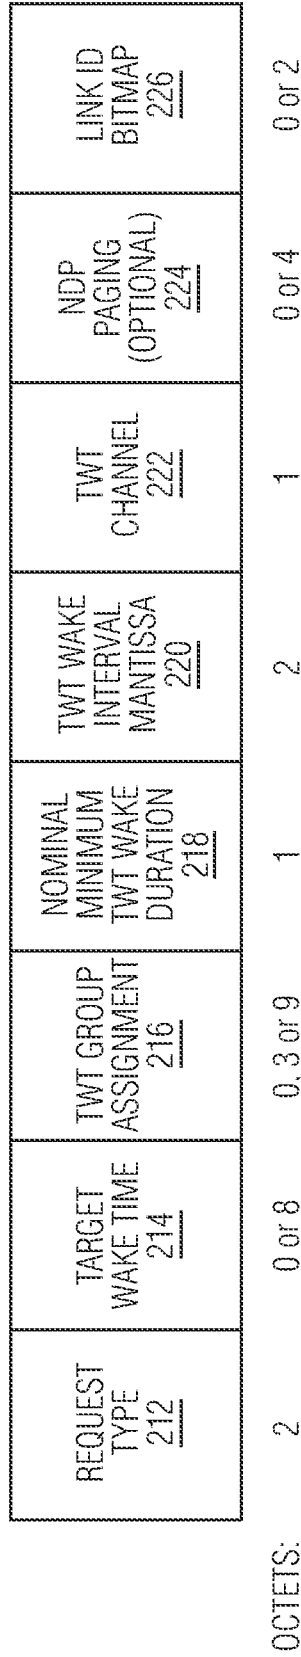 REQUEST
TYPE
212
TARGET
WAKE TIME
214
TWT GROUP
ASSIGNMENT
216
NOMINAL
MINIMUM
TWT WAKE
DURATION
218
TWT WAKE
INTERVAL
MANTISSA
220
TWT
CHANNEL
222
NDP
PAGING
(OPTIONAL)
224
LINK ID
BITMAP
226
OCTETS: 2 0 or 8 0, 3 or 9 1 2 1 0 or 4 0 or 2